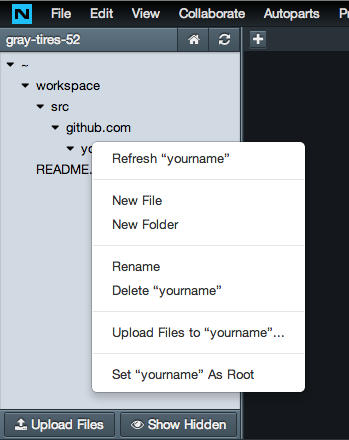 File Edit View Collaborate Autoparts
gray-tires-52
~
workspace
src
github.com
README.
Refresh “yourname”
New File
New Folder
Rename
Delete “yourname”
Upload Files to “yourname”...
Set “yourname” As Root
Upload Files
Show Hidden